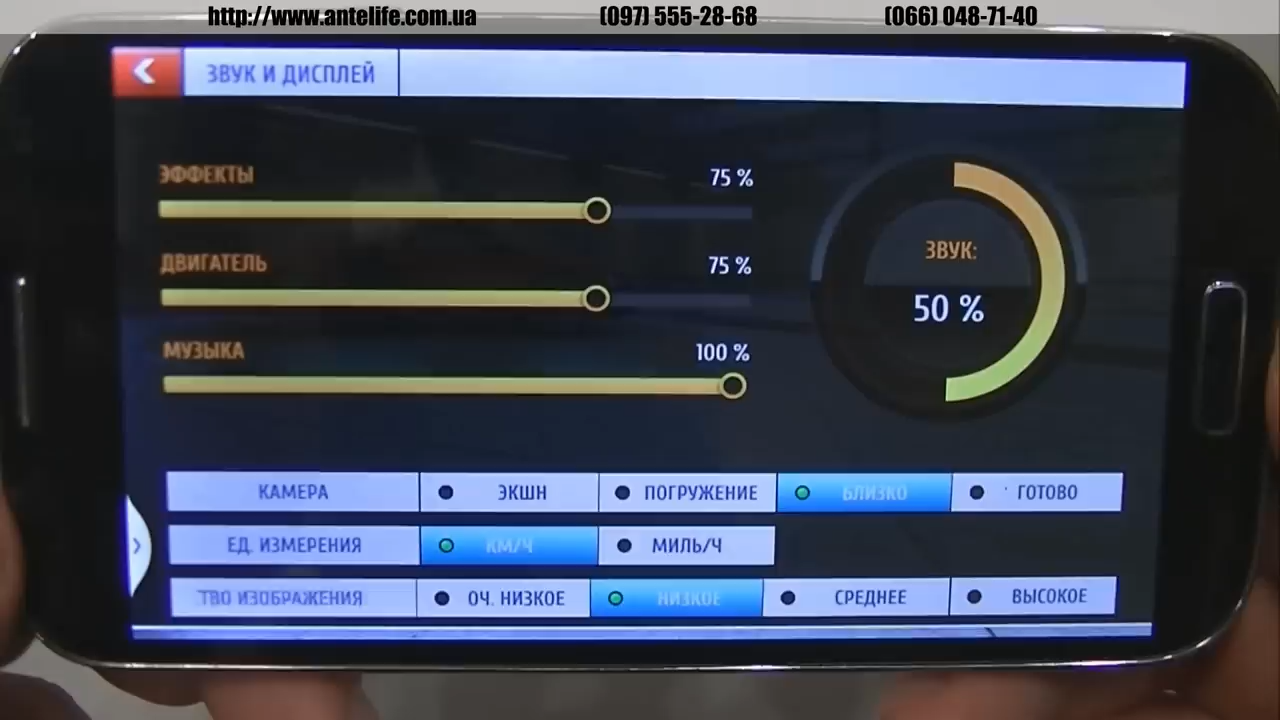 http://www.antelife.com.ua (097) 555-28-68 (066) 048-71-40
ЗВУК И ДИСПЛЕЙ
ЭФФЕКТЫ 75 %
ДВИГАТЕЛЬ 75 %
МУЗЫКА 100 %
ЗВУК:
50 %
КАМЕРА ЭКШН ПОГРУЖЕНИЕ БЛИЗКО ГОТОВО
ЕД. ИЗМЕРЕНИЯ КМ/Ч МИЛЬ/Ч
ТВО ИЗОБРАЖЕНИЯ ОЧ. НИЗКОЕ НИЗКОЕ СРЕДНЕЕ ВЫСОКОЕ